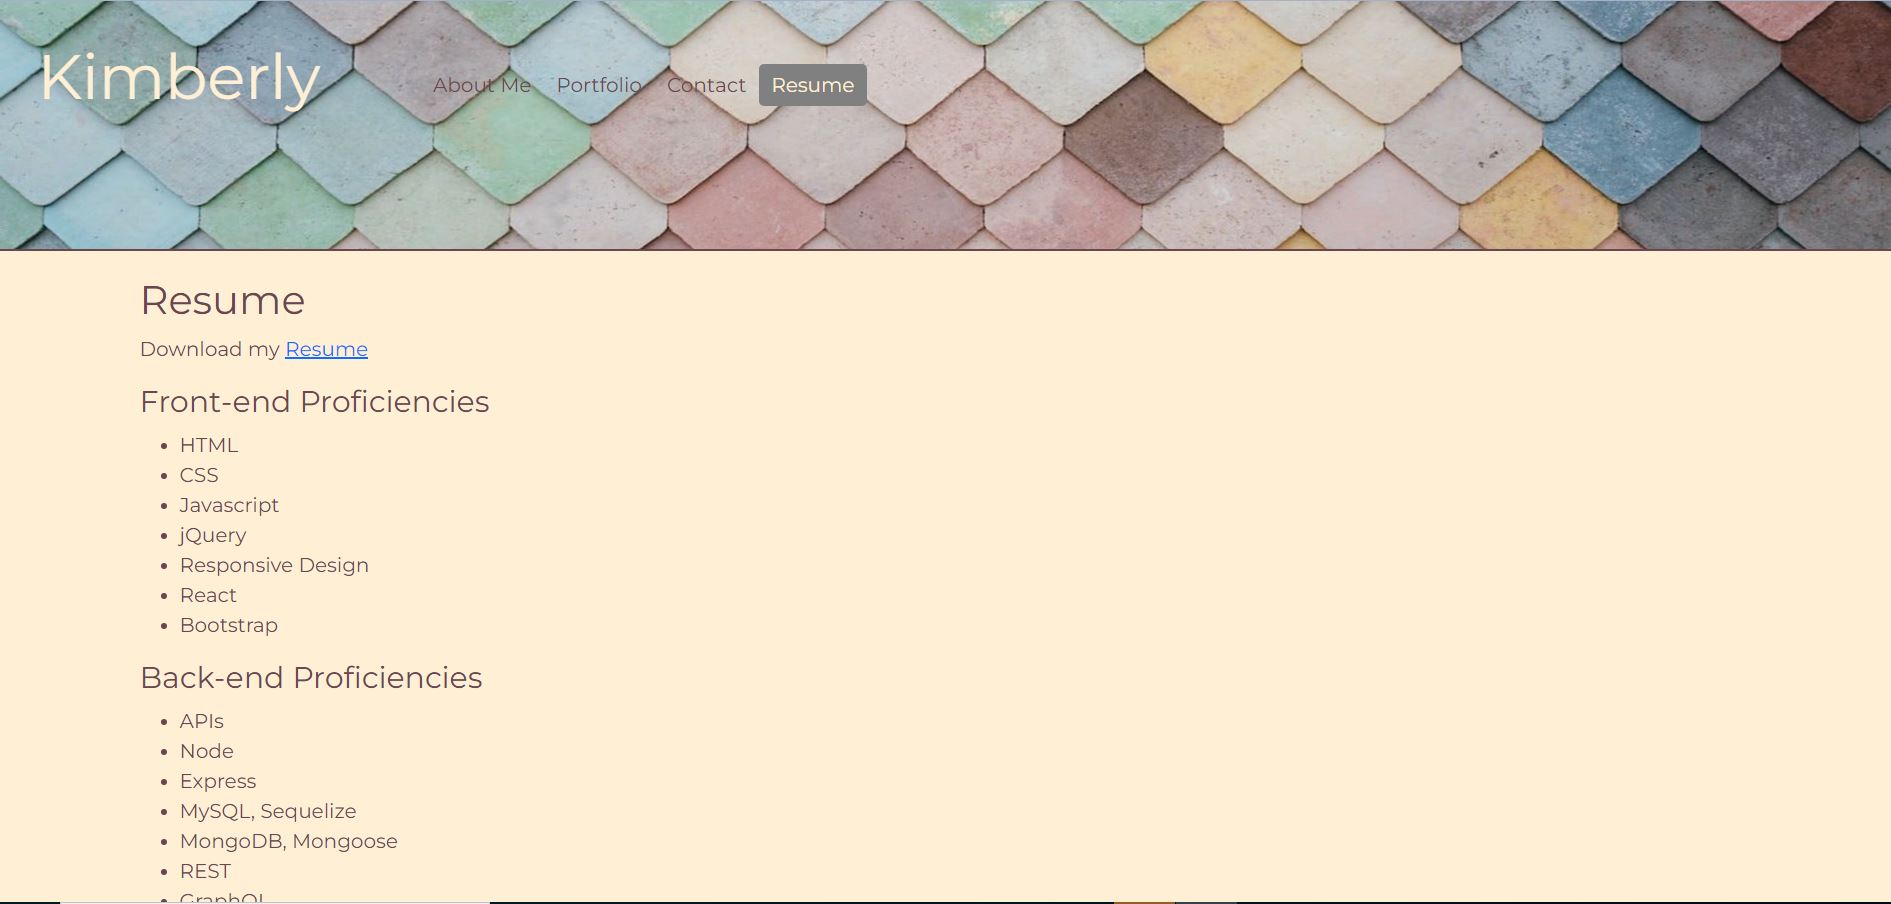 Kimberly
About Me Portfolio Contact Resume
Resume
Download my Resume
Front-end Proficiencies
HTML
CSS
Javascript
jQuery
Responsive Design
React
Bootstrap
Back-end Proficiencies
APIs
Node
Express
MySQL, Sequelize
MongoDB, Mongoose
REST
GraphQL